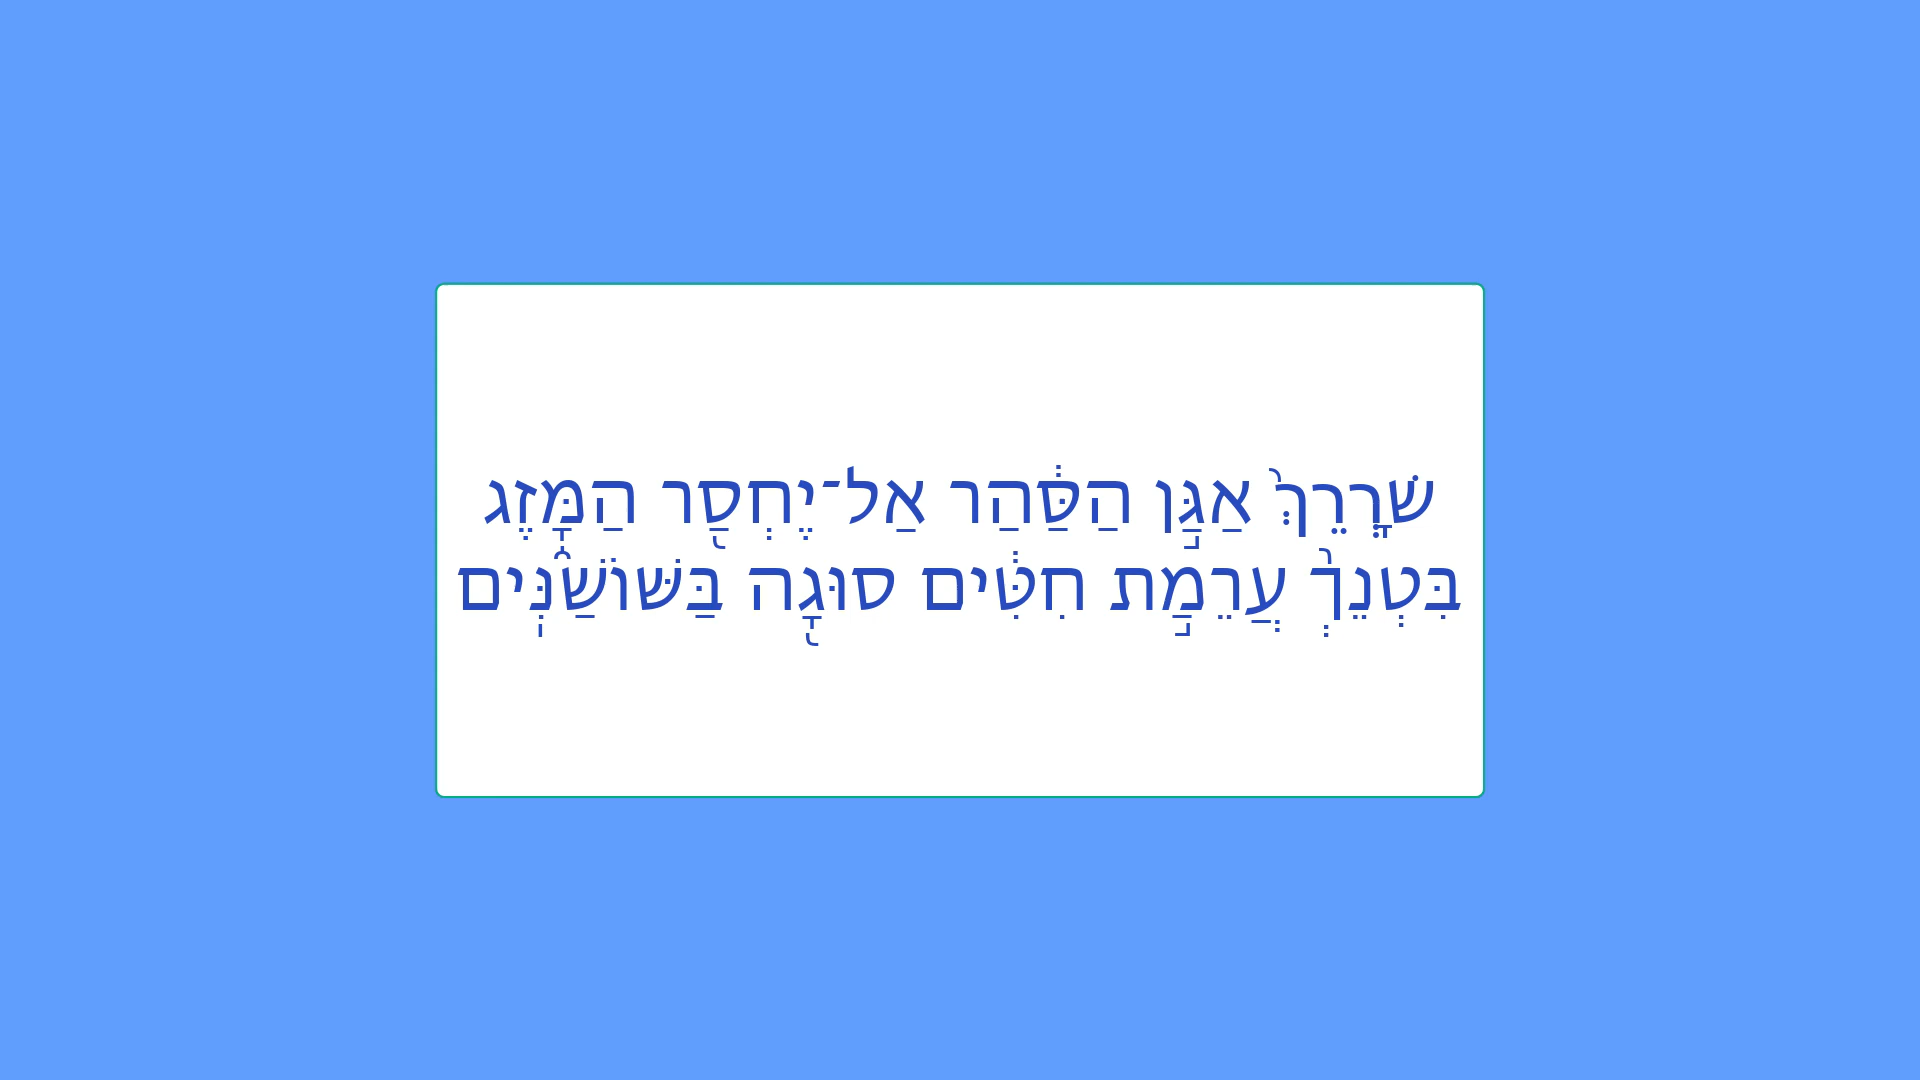 שָׁרְרֵךְ֙ אַגַּ֣ן הַסַּ֔הַר אַל־יֶחְסַ֖ר הַמָּ֑זֶג
בִּטְנֵךְ֙ עֲרֵמַ֣ת חִטִּ֔ים סוּגָ֖ה בַּשּׁוֹשַׁנִּֽים